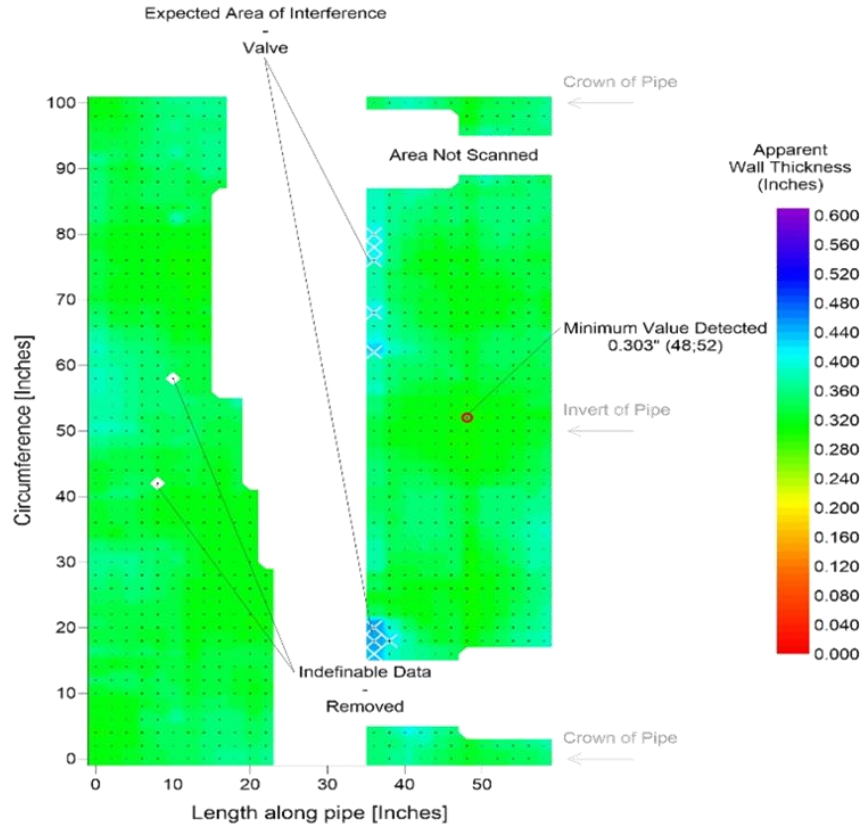 Expected Area of Interference
-
Valve
Crown of Pipe
Area Not Scanned
Apparent
Wall Thickness
(Inches)
0.600
0.560
0.520
0.480
0.440
0.400
0.360
0.320
0.280
0.240
0.200
0.160
0.120
0.080
0.040
0.000
Minimum Value Detected
0.303" (48;52)
Invert of Pipe
Indefinable Data
-
Removed
Crown of Pipe
Circumference [Inches]
100
90
80
70
60
50
40
30
20
10
0
0
10
20
30
40
50
Length along pipe [Inches]